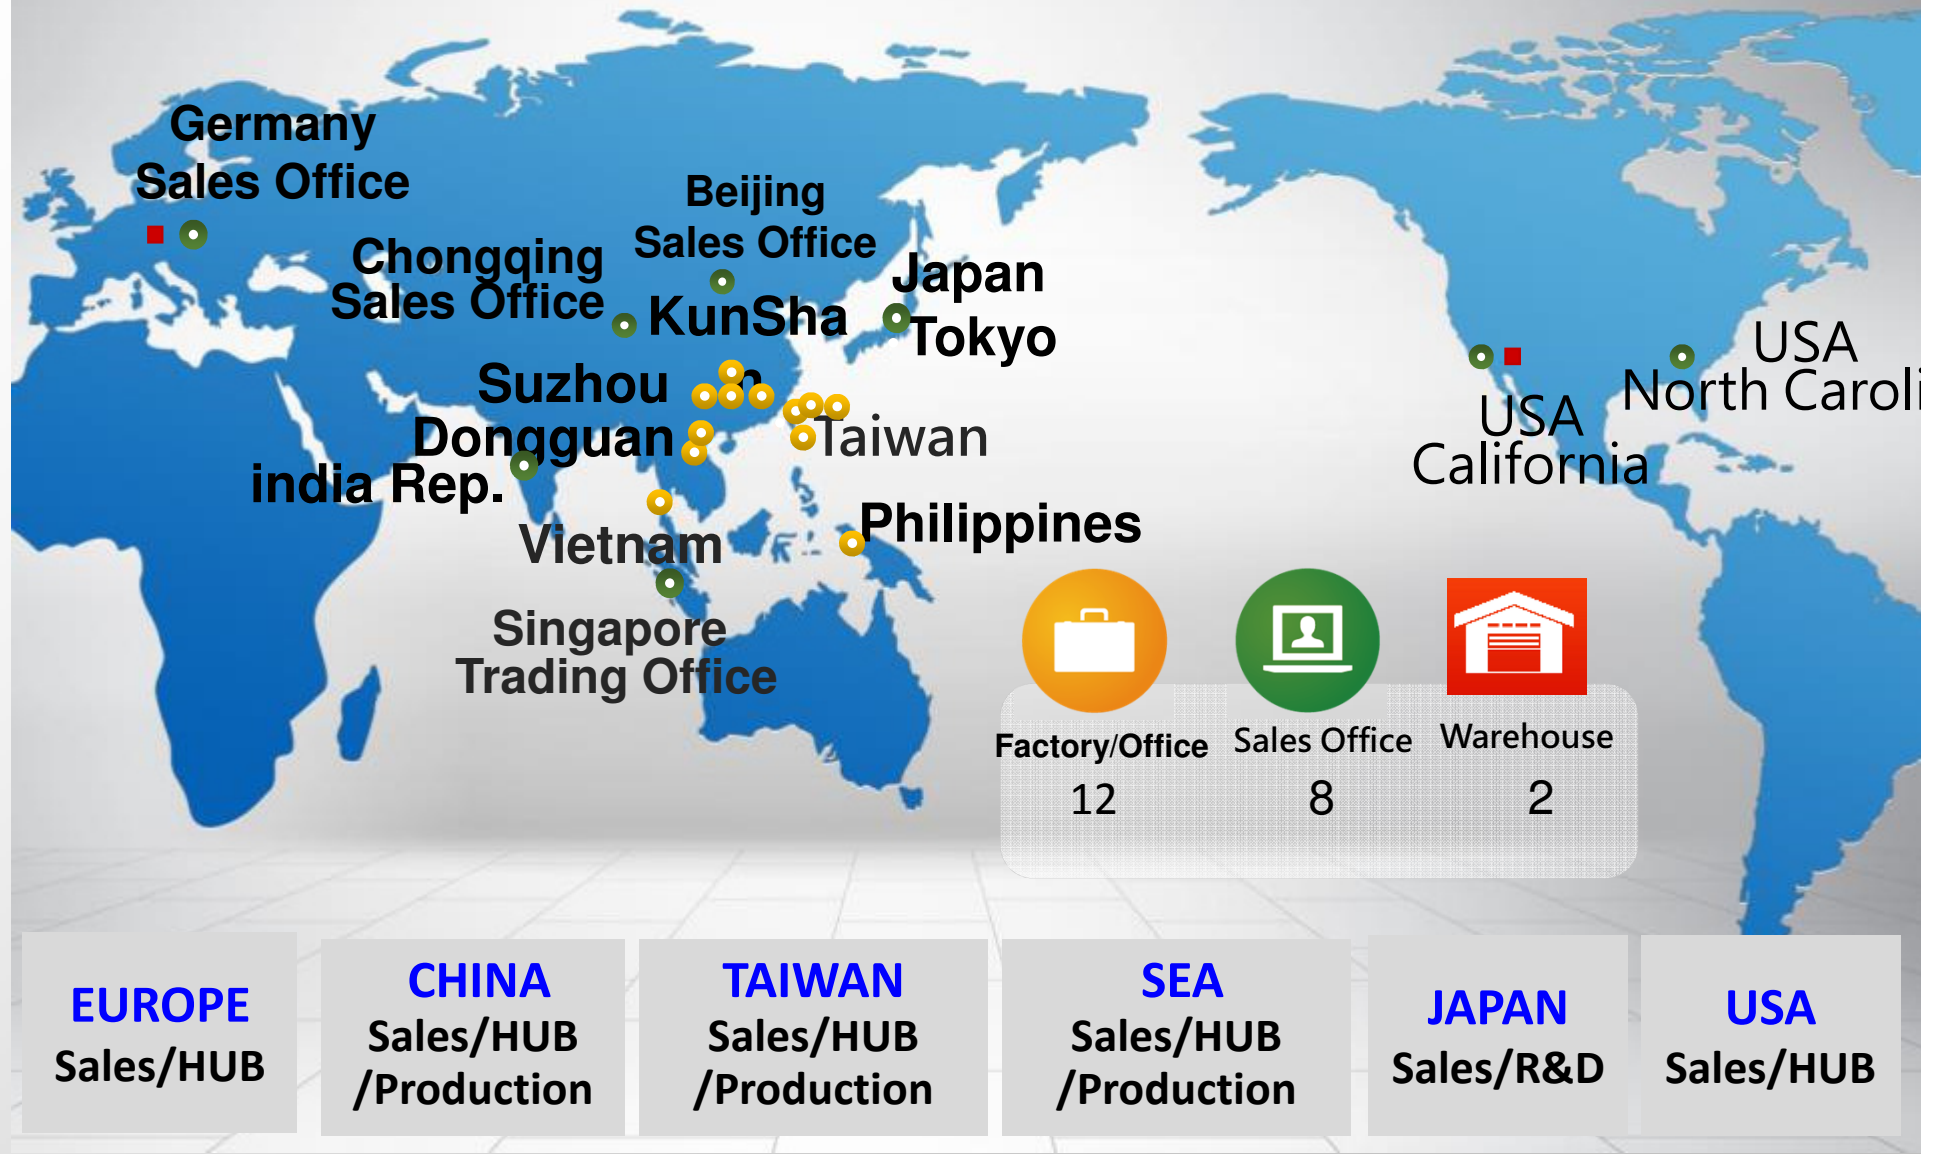 Germany
Sales Office
Beijing
Sales Office
Chongqing
Sales Office
Japan
Tokyo
KunSha
n
Suzhou
Dongguan
Taiwan
india Rep.
Vietnam
Philippines
Singapore
Trading Office
USA
North Caroli
USA
California
Factory/Office
Sales Office
Warehouse
12
8
2
EUROPE
Sales/HUB
CHINA
Sales/HUB
/Production
TAIWAN
Sales/HUB
/Production
SEA
Sales/HUB
/Production
JAPAN
Sales/R&D
USA
Sales/HUB